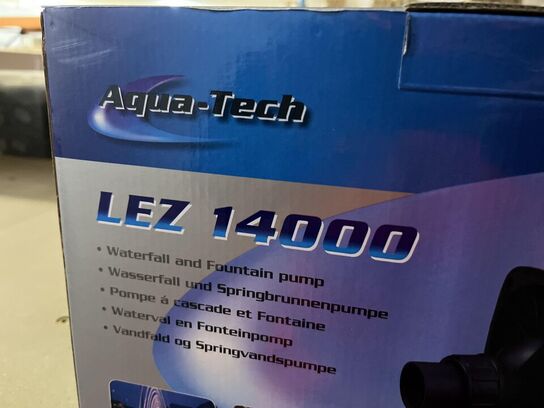 Aqua-Tech
LEZ 14000
• Waterfall and Fountain pump
• Wasserfall und Springbrunnenpumpe
• Pompe á cascade et Fontaine
• Waterval en Fonteinpomp
• Vandfald og Springvandspumpe